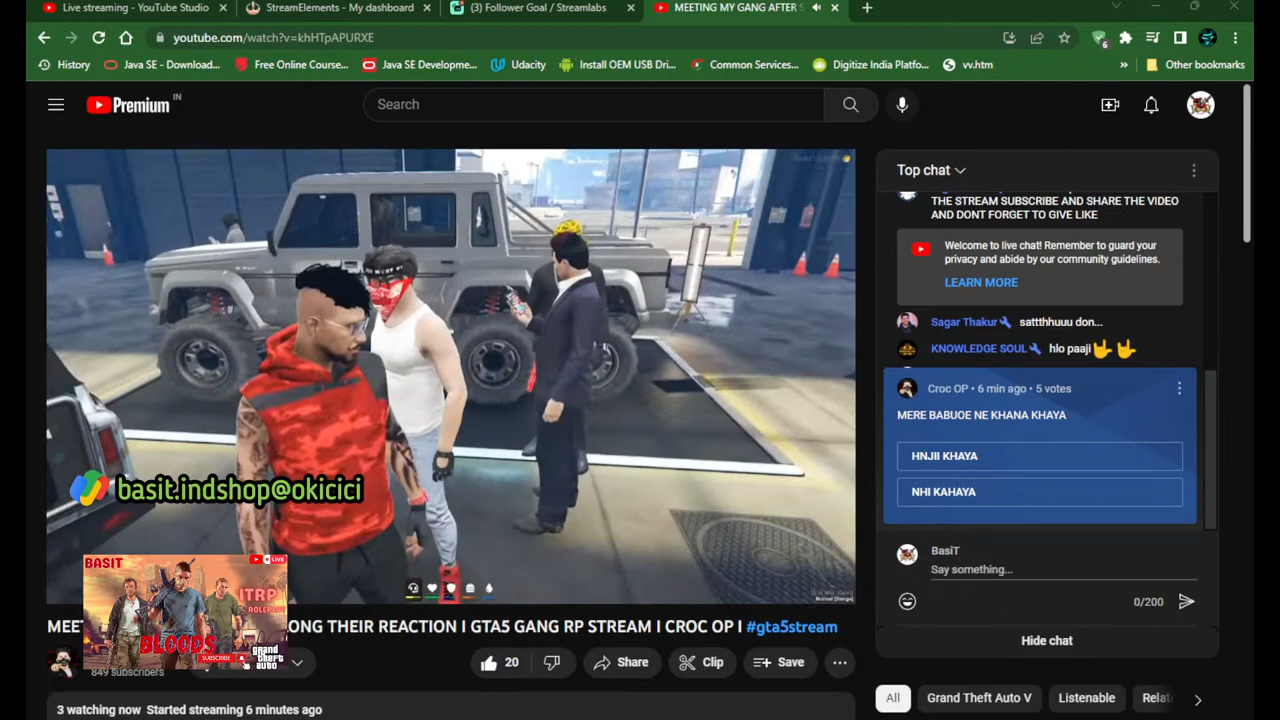 Live streaming - YouTube Studio
StreamElements - My dashboard
(3) Follower Goal / Streamlabs
MEETING MY GANG AFTER S
youtube.com/watch?v=khHTpAPURXE
6
History
Java SE - Download...
Free Online Course...
Java SE Developme...
Udacity
Install OEM USB Dri...
Common Services...
Digitize India Platfo...
vv.htm
»
Other bookmarks
Premium IN
Search
Top chat
THE STREAM SUBSCRIBE AND SHARE THE VIDEO
AND DONT FORGET TO GIVE LIKE
Welcome to live chat! Remember to guard your
privacy and abide by our community guidelines.
LEARN MORE
Sagar Thakur sattthhuuu don...
KNOWLEDGE SOUL hlo paaji
Croc OP • 6 min ago • 5 votes
MERE BABUOE NE KHANA KHAYA
HNJII KHAYA
NHI KAHAYA
basit.indshop@okicici
BasiT
Say something...
0/200
Hide chat
BASIT
LIVE
ITRP
ROLEPLAY
BLOODS
SUBSCRIBE
grand
theft
auto
MEET
ONG THEIR REACTION I GTA5 GANG RP STREAM I CROC OP I #gta5stream
849 subscribers
20
Share
Clip
Save
All
Grand Theft Auto V
Listenable
Relat
3 watching now Started streaming 6 minutes ago